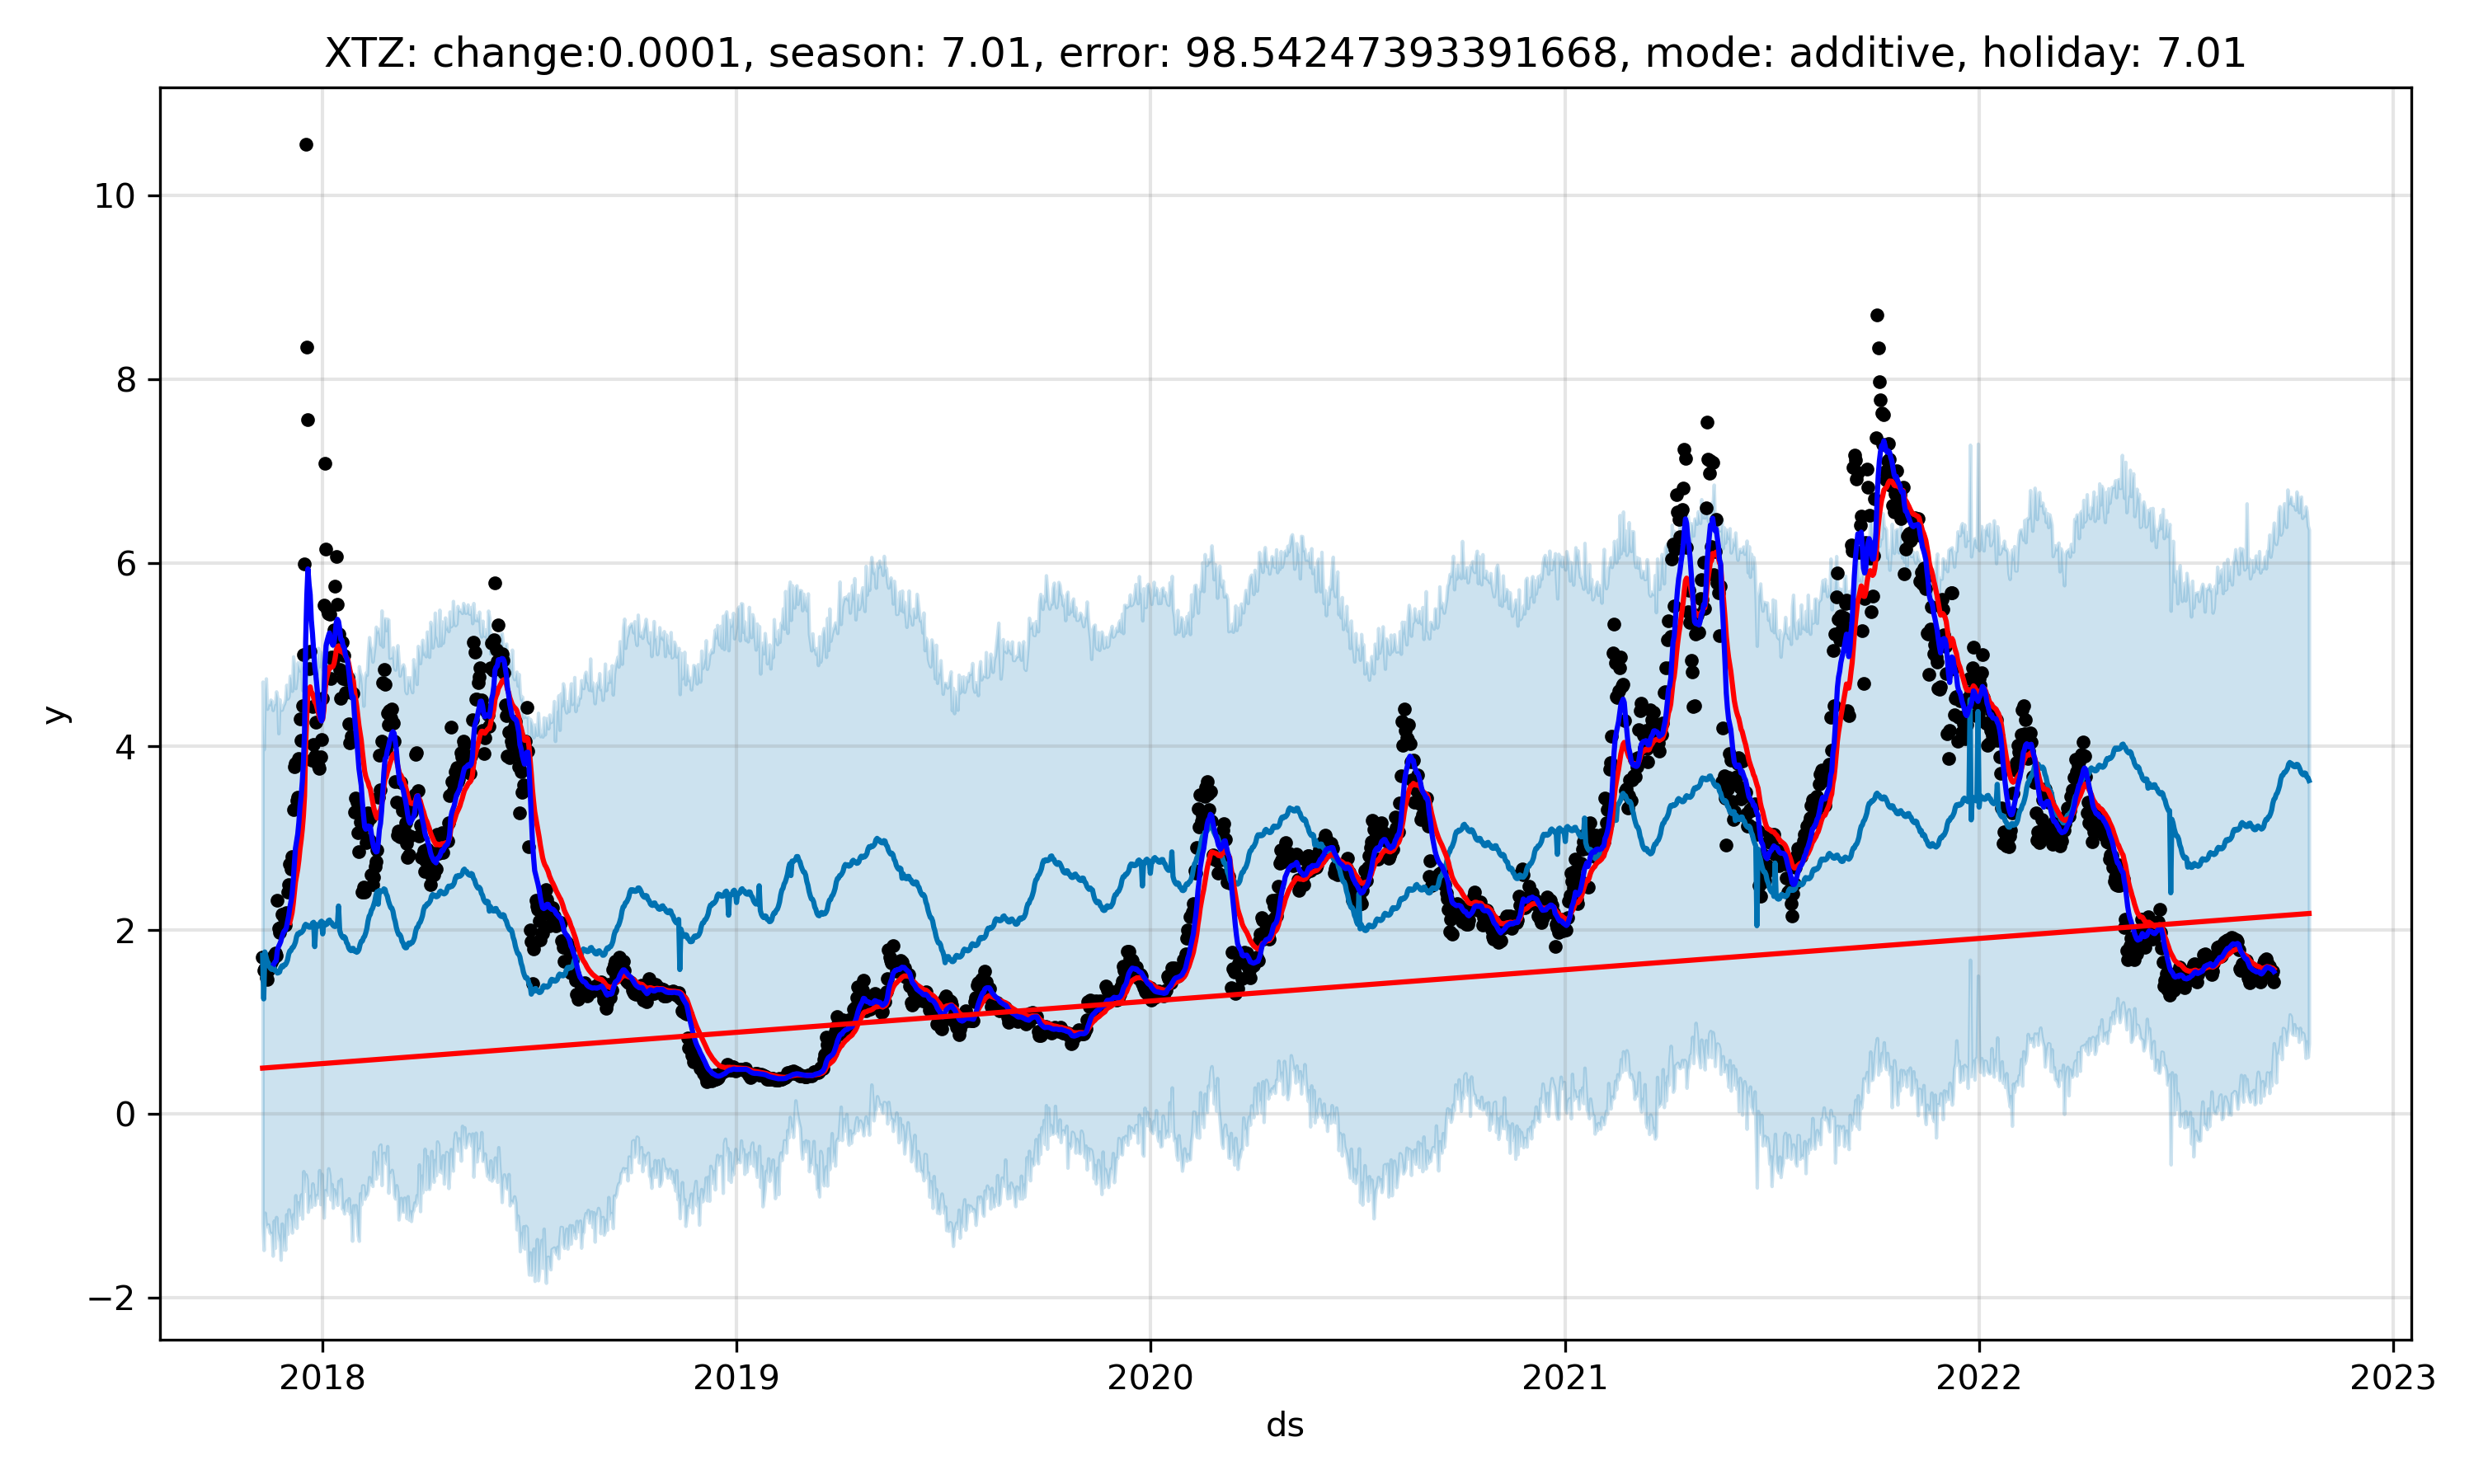 XTZ: change:0.0001, season: 7.01, error: 98.54247393391668, mode: additive, holiday: 7.01
y
10
8
6
4
2
0
−2
2018 2019 2020 2021 2022 2023
ds